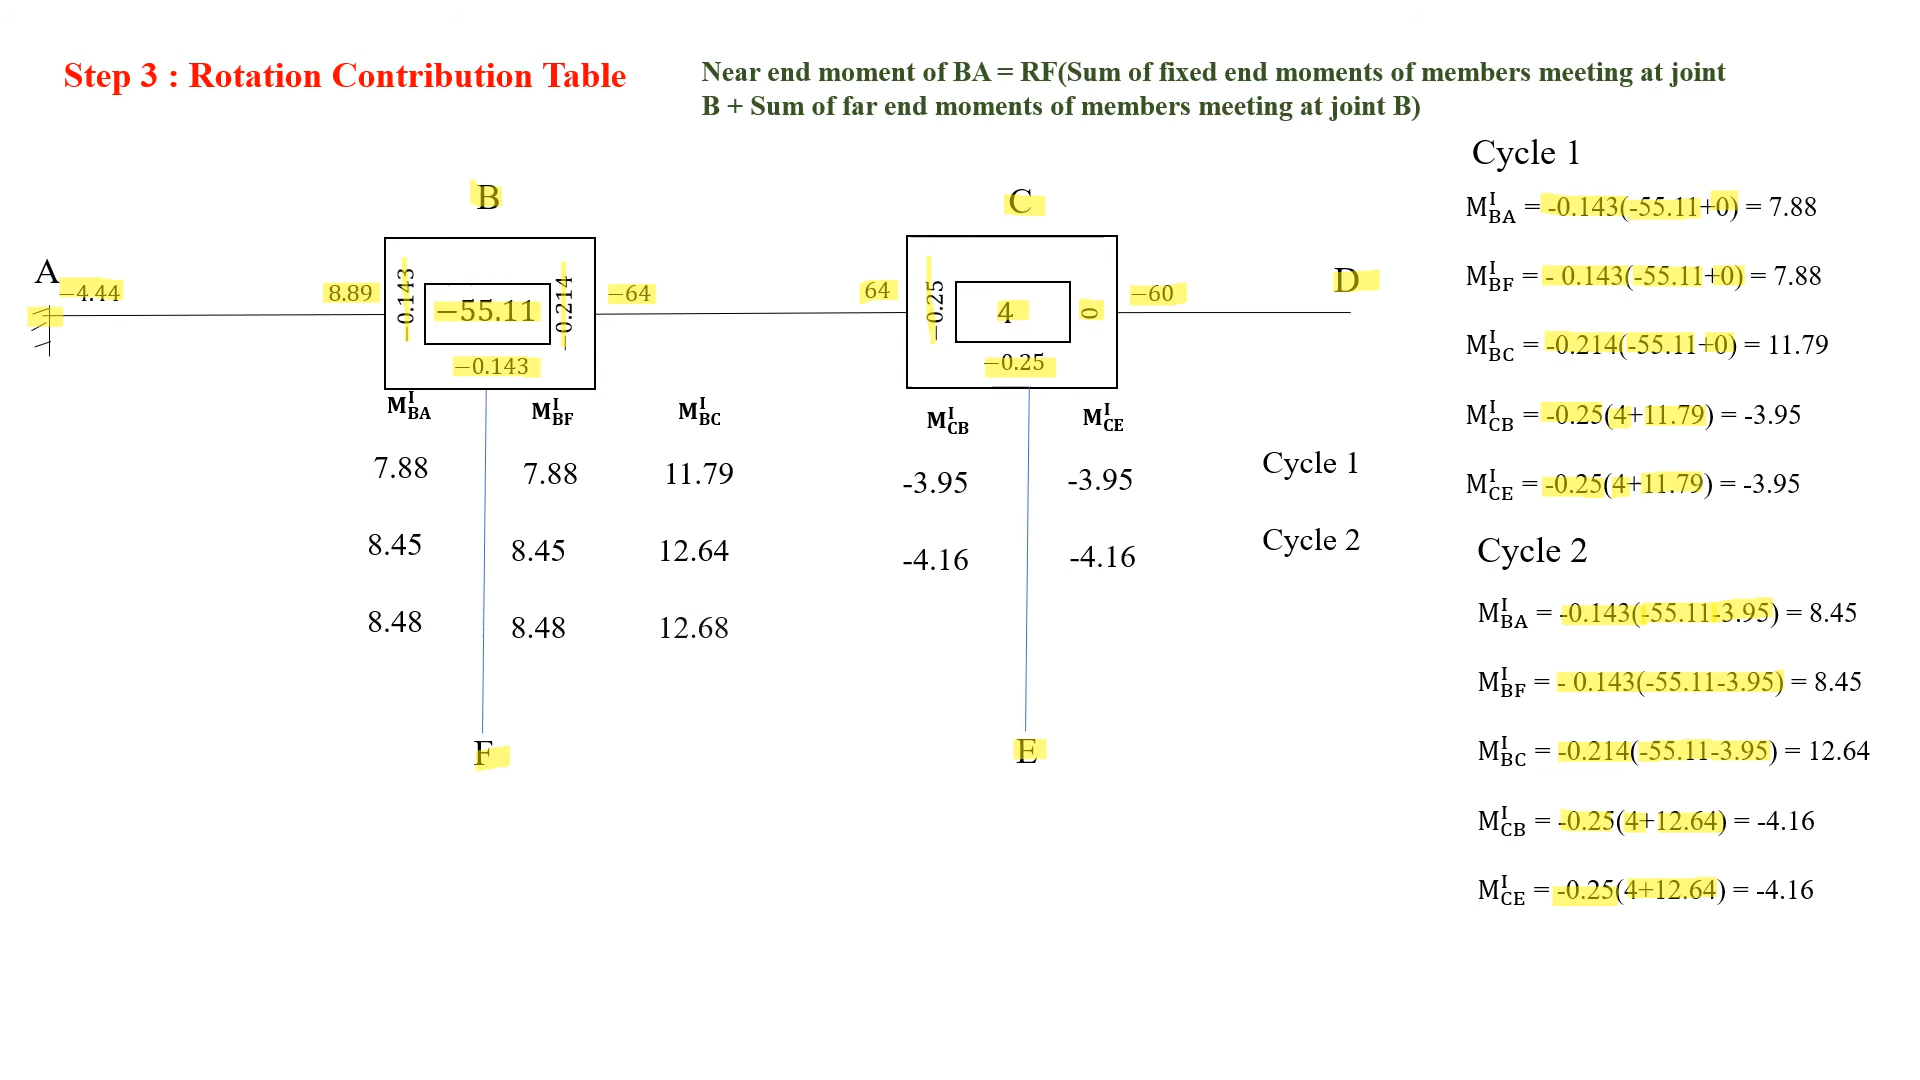 Step 3 : Rotation Contribution Table
Near end moment of BA = RF(Sum of fixed end moments of members meeting at joint
B + Sum of far end moments of members meeting at joint B)
B
C
A
D
−4.44
8.89
−0.143
−55.11
−0.214
−0.143
−64
64
−0.25
4
0
−0.25
−60
M^I_BA M^I_BF M^I_BC M^I_CB M^I_CE
7.88 7.88 11.79 -3.95 -3.95 Cycle 1
8.45 8.45 12.64 -4.16 -4.16 Cycle 2
8.48 8.48 12.68
F
E
Cycle 1
M^I_BA = -0.143(-55.11+0) = 7.88
M^I_BF = - 0.143(-55.11+0) = 7.88
M^I_BC = -0.214(-55.11+0) = 11.79
M^I_CB = -0.25(4+11.79) = -3.95
M^I_CE = -0.25(4+11.79) = -3.95
Cycle 2
M^I_BA = -0.143(-55.11-3.95) = 8.45
M^I_BF = - 0.143(-55.11-3.95) = 8.45
M^I_BC = -0.214(-55.11-3.95) = 12.64
M^I_CB = -0.25(4+12.64) = -4.16
M^I_CE = -0.25(4+12.64) = -4.16